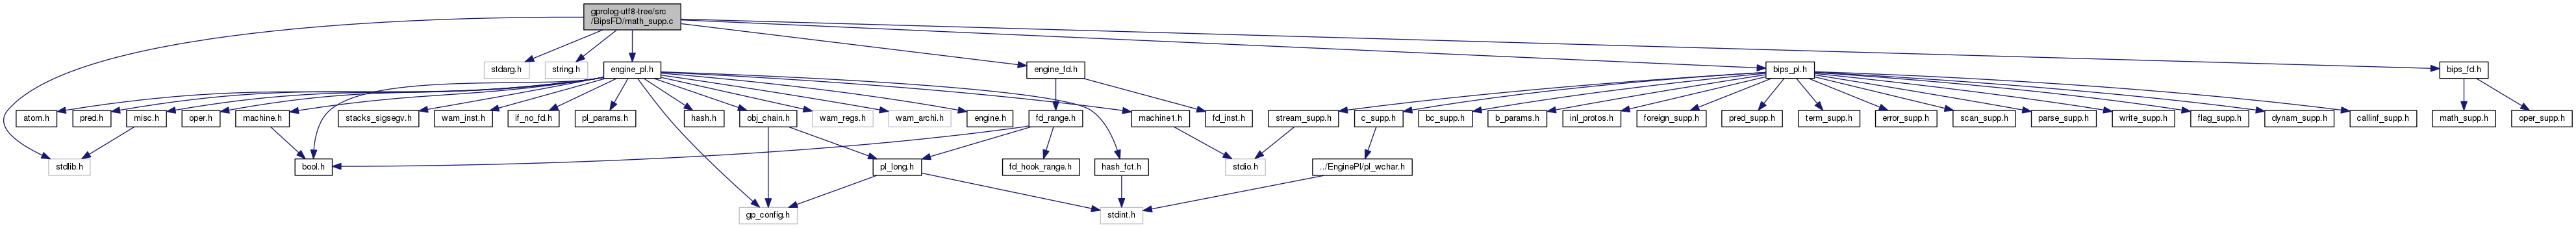 gprolog-utf8-tree/src
/BipsFD/math_supp.c
stdarg.h
string.h
engine_pl.h
engine_fd.h
bips_pl.h
bips_fd.h
atom.h
pred.h
misc.h
oper.h
machine.h
stacks_sigsegv.h
wam_inst.h
if_no_fd.h
pl_params.h
hash.h
obj_chain.h
wam_regs.h
wam_archi.h
engine.h
fd_range.h
machine1.h
fd_inst.h
stream_supp.h
c_supp.h
bc_supp.h
b_params.h
inl_protos.h
foreign_supp.h
pred_supp.h
term_supp.h
error_supp.h
scan_supp.h
parse_supp.h
write_supp.h
flag_supp.h
dynam_supp.h
callinf_supp.h
math_supp.h
oper_supp.h
stdlib.h
bool.h
pl_long.h
fd_hook_range.h
hash_fct.h
stdio.h
../EnginePl/pl_wchar.h
gp_config.h
stdint.h